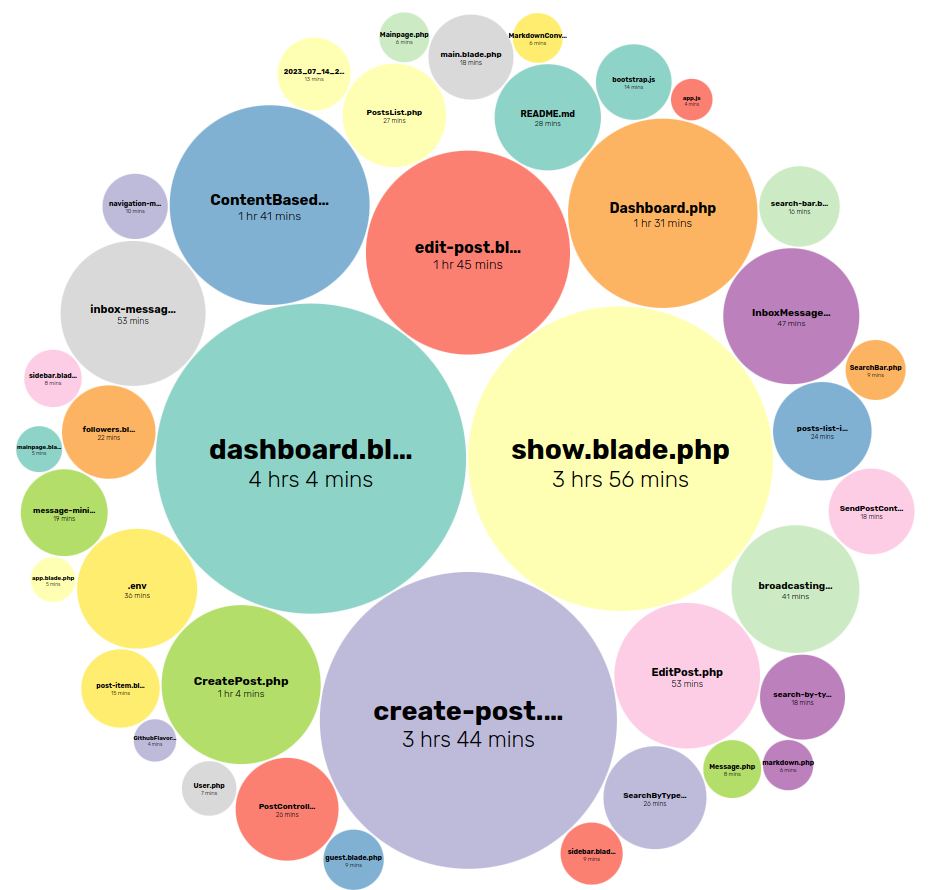 Mainpage.php
6 mins
main.blade.php
18 mins
MarkdownConv...
6 mins
2023_07_14_2...
13 mins
PostsList.php
27 mins
README.md
28 mins
bootstrap.js
14 mins
app.js
4 mins
navigation-m...
10 mins
ContentBased...
1 hr 41 mins
edit-post.bl...
1 hr 45 mins
Dashboard.php
1 hr 31 mins
search-bar.b...
16 mins
inbox-messag...
53 mins
InboxMessage...
47 mins
sidebar.blad...
8 mins
SearchBar.php
9 mins
followers.bl...
22 mins
posts-list-i...
24 mins
mainpage.bla...
5 mins
dashboard.bl...
4 hrs 4 mins
show.blade.php
3 hrs 56 mins
message-mini...
19 mins
SendPostCont...
18 mins
app.blade.php
5 mins
.env
36 mins
broadcasting...
41 mins
post-item.bl...
15 mins
CreatePost.php
1 hr 4 mins
EditPost.php
53 mins
search-by-ty...
18 mins
create-post....
3 hrs 44 mins
GithubFlavor...
4 mins
User.php
7 mins
Message.php
8 mins
markdown.php
6 mins
PostControll...
26 mins
SearchByType...
26 mins
guest.blade.php
9 mins
sidebar.blad...
9 mins